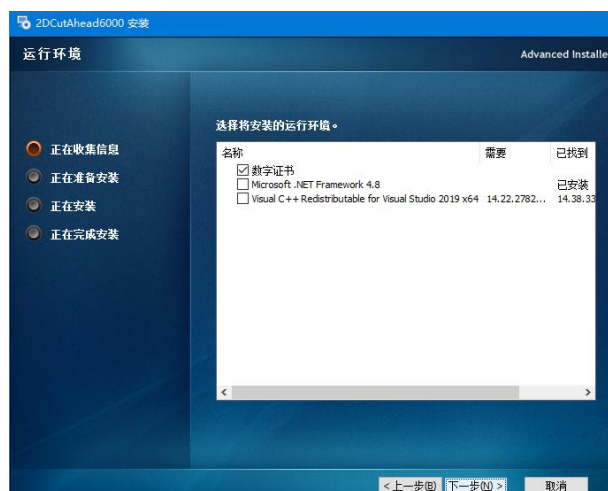 2DCutAhead6000 安装
运行环境
Advanced Installe
选择将安装的运行环境。
正在收集信息
正在准备安装
正在安装
正在完成安装
名称 需要 已找到
数字证书
Microsoft .NET Framework 4.8 已安装
Visual C++ Redistributable for Visual Studio 2019 x64 14.22.2782... 14.38.33
<上一步(B) 下一步(N) > 取消